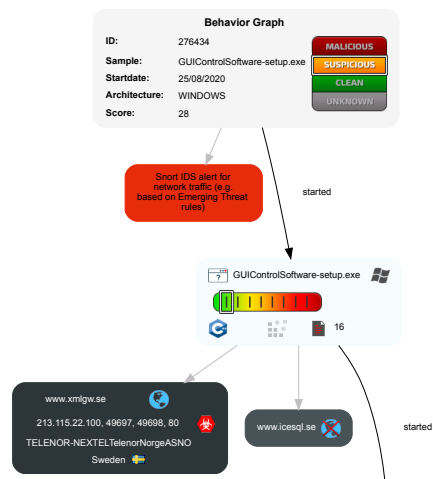 Behavior Graph
ID: 276434
Sample: GUIControlSoftware-setup.exe
Startdate: 25/08/2020
Architecture: WINDOWS
Score: 28
MALICIOUS
SUSPICIOUS
CLEAN
UNKNOWN
Snort IDS alert for
network traffic (e.g.
based on Emerging Threat
rules)
started
GUIControlSoftware-setup.exe
16
www.xmlgw.se
213.115.22.100, 49697, 49698, 80
TELENOR-NEXTELTelenorNorgeASNO
Sweden
www.icesql.se
started